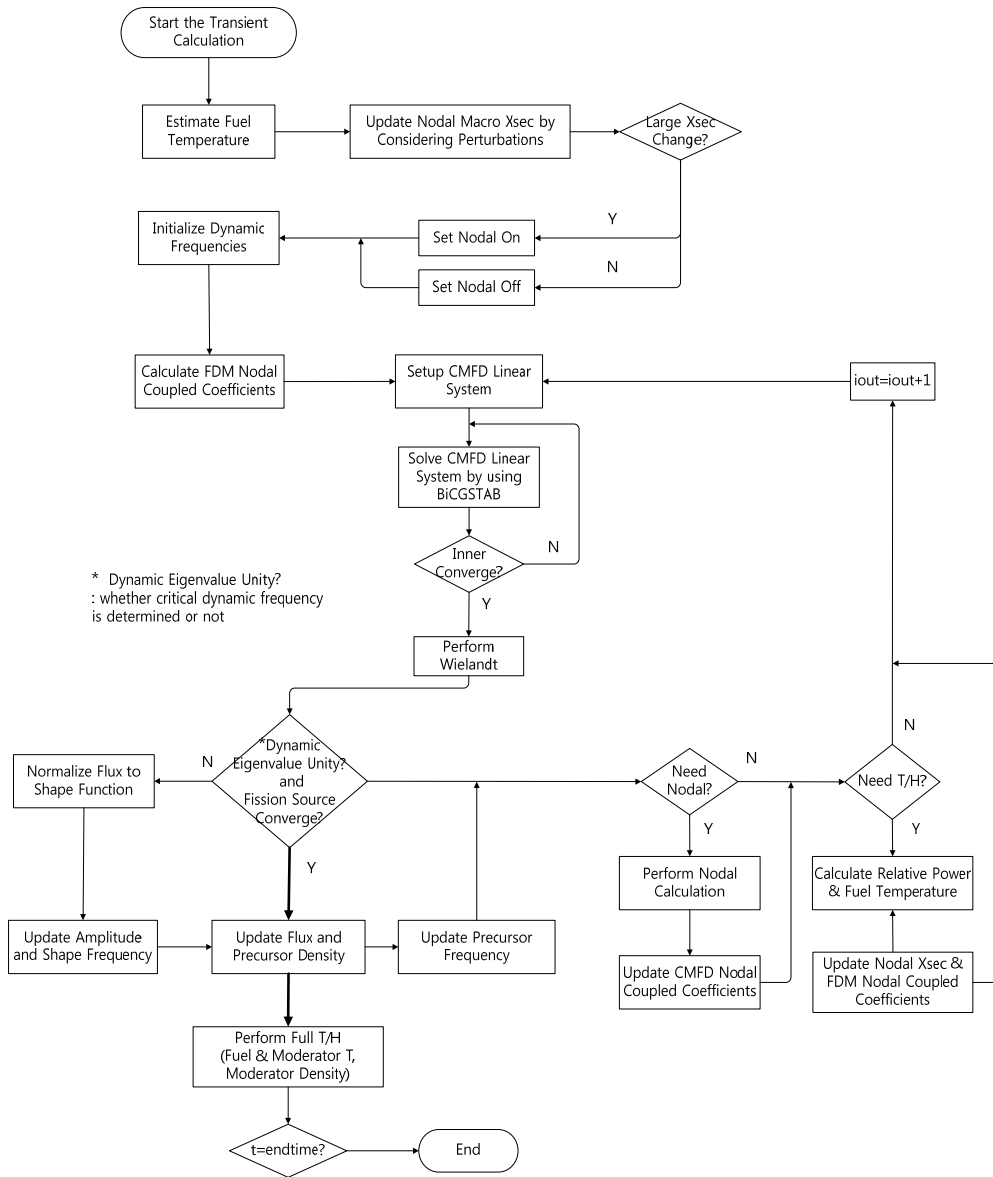 Start the Transient
Calculation
Estimate Fuel
Temperature
Update Nodal Macro Xsec by
Considering Perturbations
Large Xsec
Change?
Y
N
Set Nodal On
Set Nodal Off
Initialize Dynamic
Frequencies
Calculate FDM Nodal
Coupled Coefficients
Setup CMFD Linear
System
iout=iout+1
Solve CMFD Linear
System by using
BiCGSTAB
Inner
Converge?
N
Y
* Dynamic Eigenvalue Unity?
: whether critical dynamic frequency
is determined or not
Perform
Wielandt
*Dynamic
Eigenvalue Unity?
and
Fission Source
Converge?
N
Y
Normalize Flux to
Shape Function
Update Amplitude
and Shape Frequency
Update Flux and
Precursor Density
Update Precursor
Frequency
Need
Nodal?
N
Y
Perform Nodal
Calculation
Update CMFD Nodal
Coupled Coefficients
Need T/H?
N
Y
Calculate Relative Power
& Fuel Temperature
Update Nodal Xsec &
FDM Nodal Coupled
Coefficients
Perform Full T/H
(Fuel & Moderator T,
Moderator Density)
t=endtime?
End